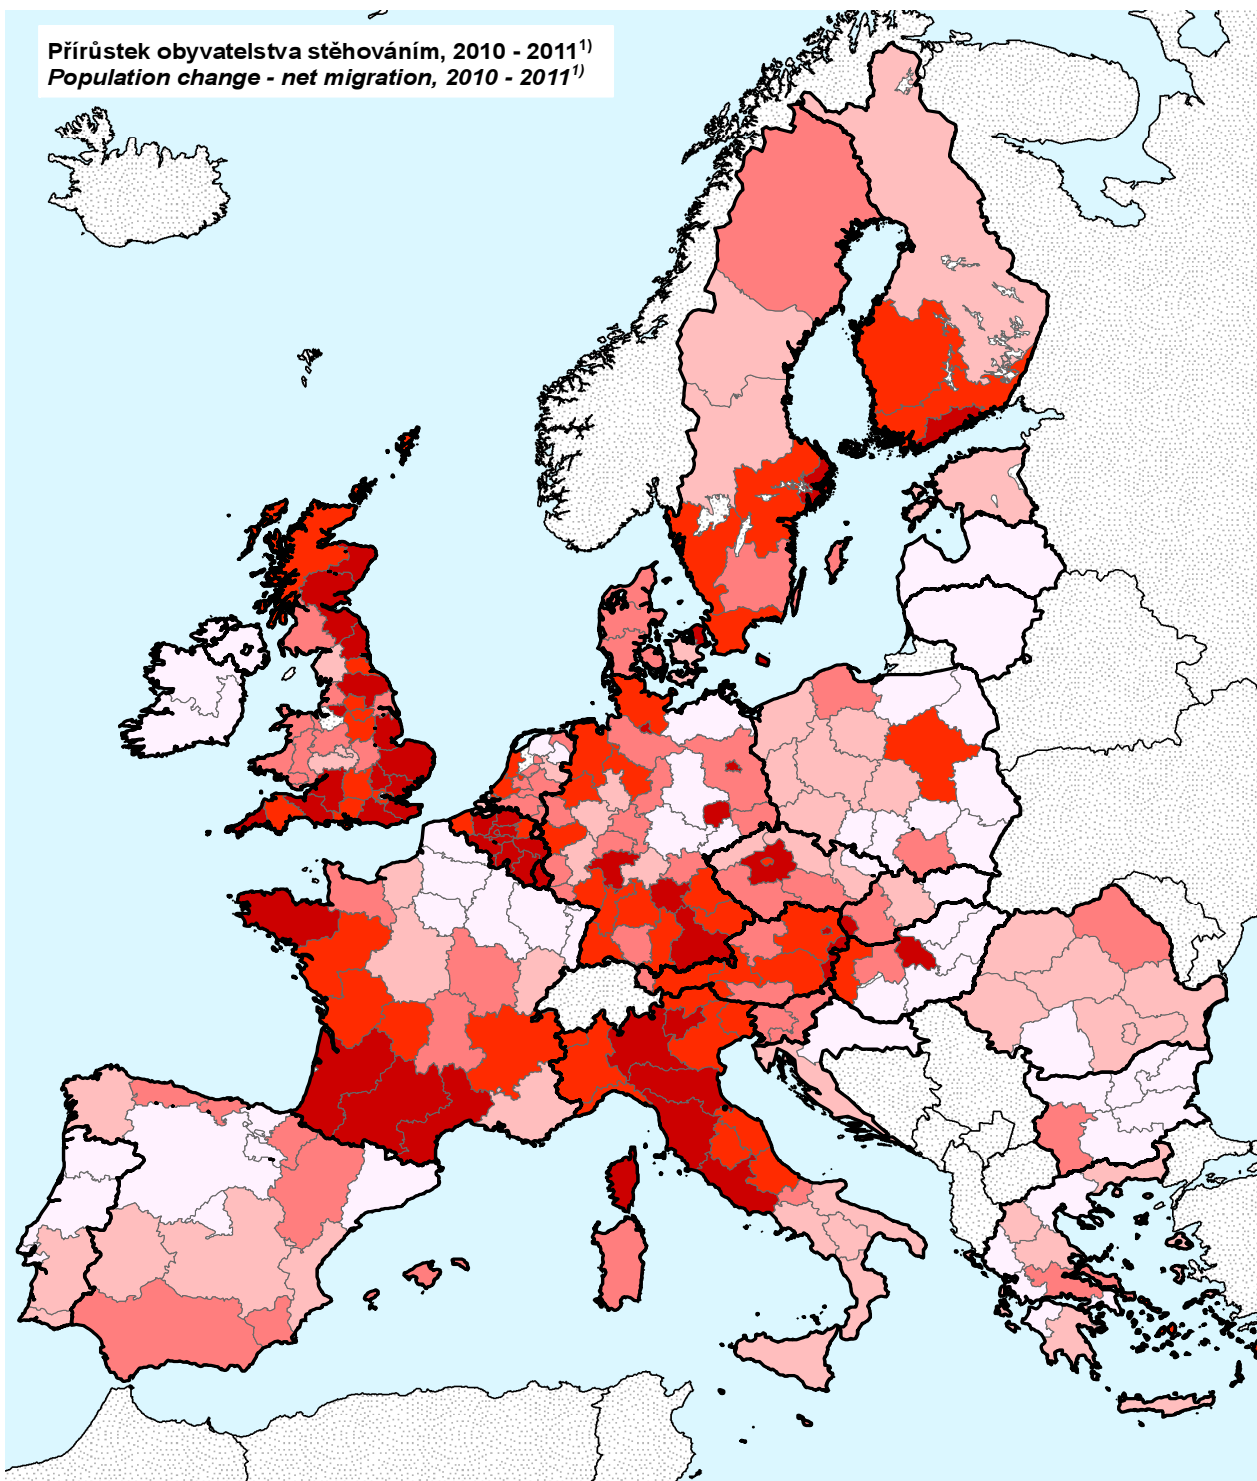 Přírůstek obyvatelstva stěhováním, 2010 - 2011¹⁾
Population change - net migration, 2010 - 2011¹⁾